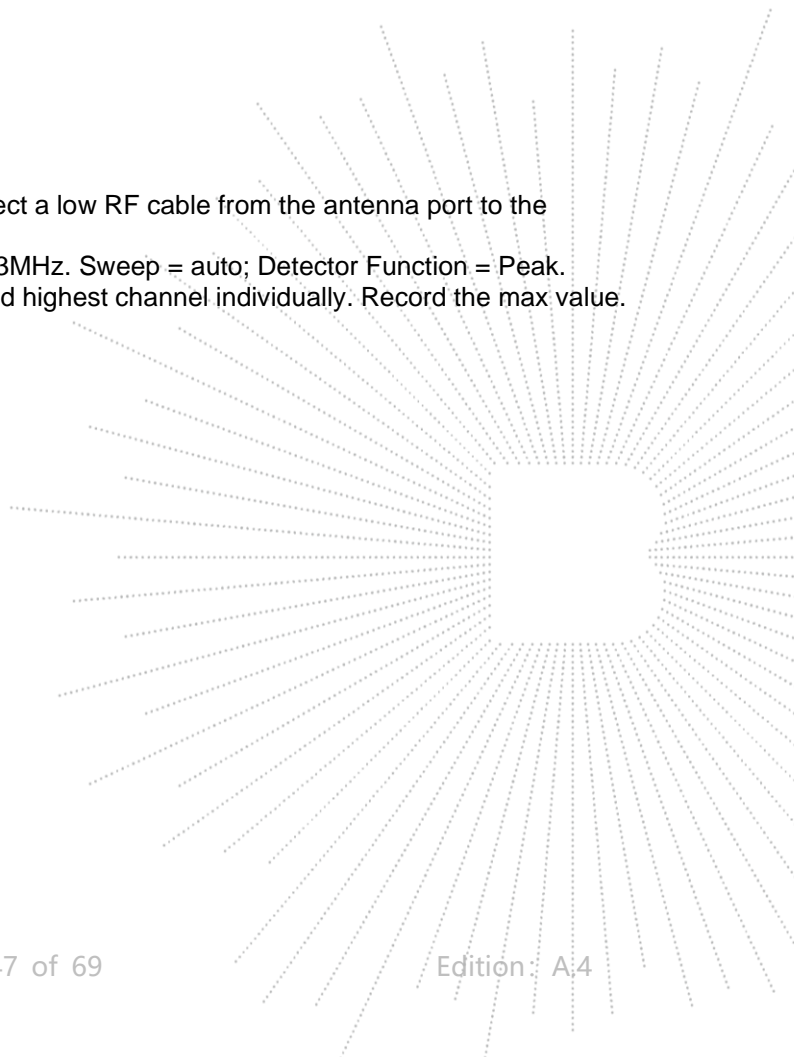 ect a low RF cable from the antenna port to the
3MHz. Sweep = auto; Detector Function = Peak.
d highest channel individually. Record the max value.
7 of 69 Edition: A.4